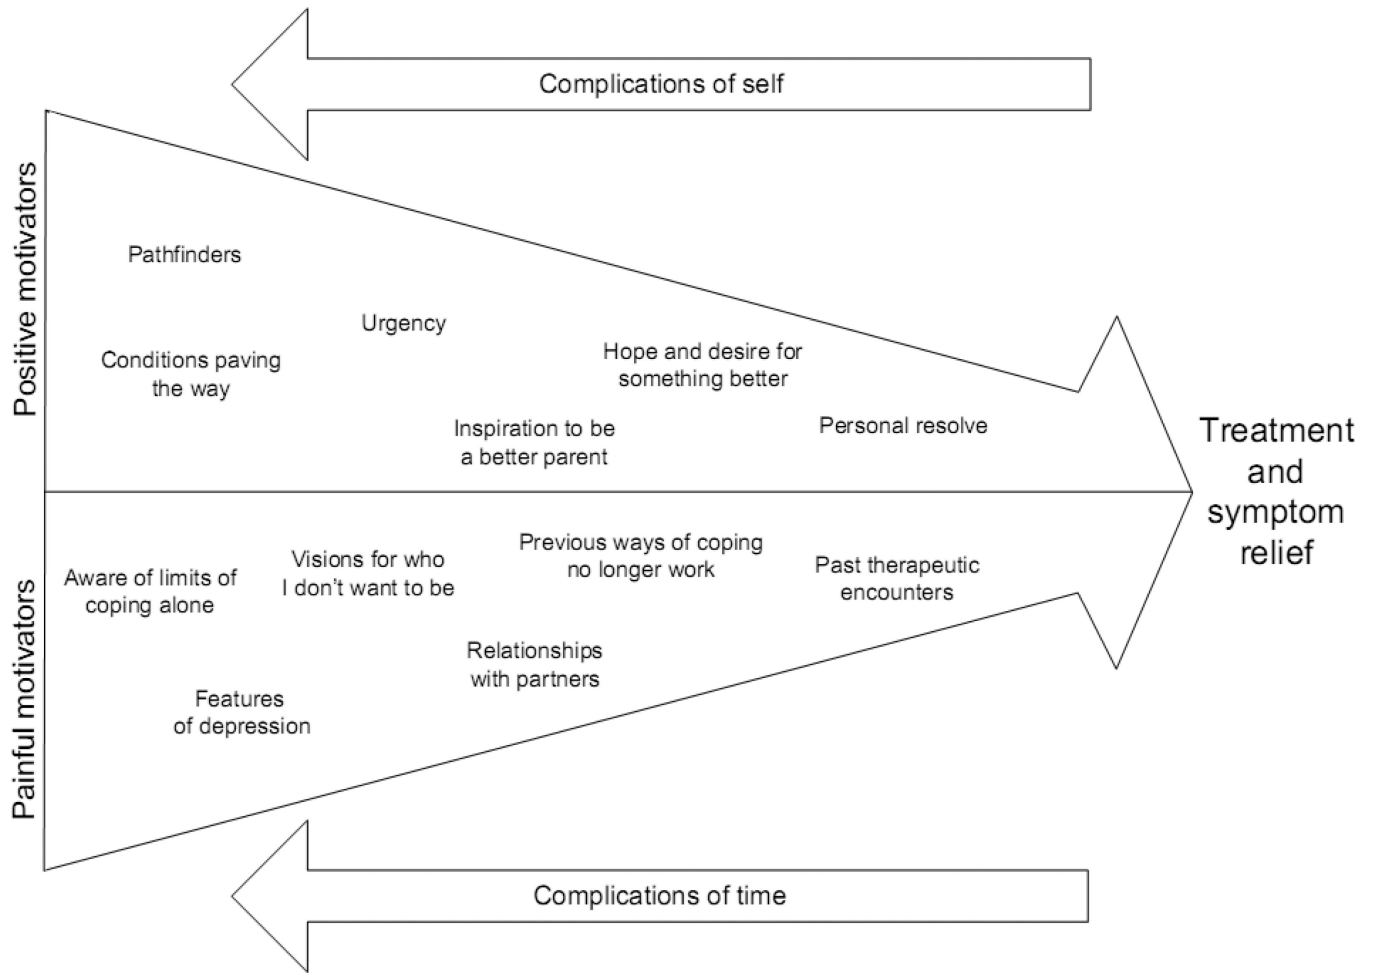 Complications of self
Positive motivators
Pathfinders
Urgency
Conditions paving
the way
Hope and desire for
something better
Inspiration to be
a better parent
Personal resolve
Treatment
and
symptom
relief
Painful motivators
Aware of limits of
coping alone
Visions for who
I don’t want to be
Previous ways of coping
no longer work
Past therapeutic
encounters
Relationships
with partners
Features
of depression
Complications of time